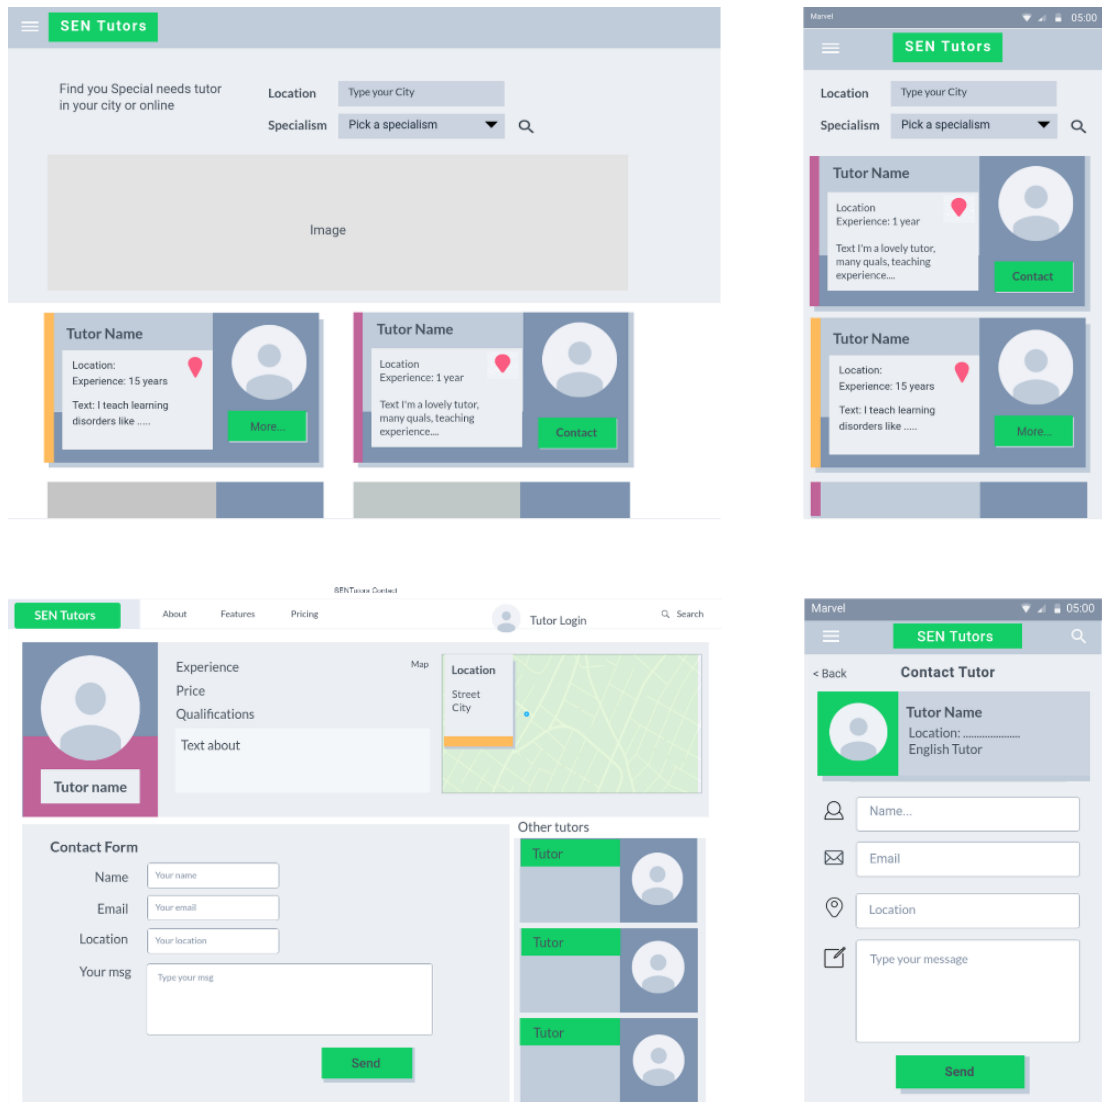 SEN Tutors
Find you Special needs tutor
in your city or online
Location
Type your City
Specialism
Pick a specialism
Image
Tutor Name
Location:
Experience: 15 years
Text: I teach learning
disorders like .....
More...
Tutor Name
Location
Experience: 1 year
Text I'm a lovely tutor,
many quals, teaching
experience....
Contact
Marvel
05:00
SEN Tutors
Location
Type your City
Specialism
Pick a specialism
Tutor Name
Location
Experience: 1 year
Text I'm a lovely tutor,
many quals, teaching
experience....
Contact
Tutor Name
Location:
Experience: 15 years
Text: I teach learning
disorders like .....
More...
SENTutors Contact
SEN Tutors
About
Features
Pricing
Tutor Login
Search
Tutor name
Experience
Price
Qualifications
Text about
Map
Location
Street
City
Contact Form
Name
Your name
Email
Your email
Location
Your location
Your msg
Type your msg
Send
Other tutors
Tutor
Tutor
Tutor
Marvel
05:00
SEN Tutors
< Back
Contact Tutor
Tutor Name
Location: .....................
English Tutor
Name...
Email
Location
Type your message
Send